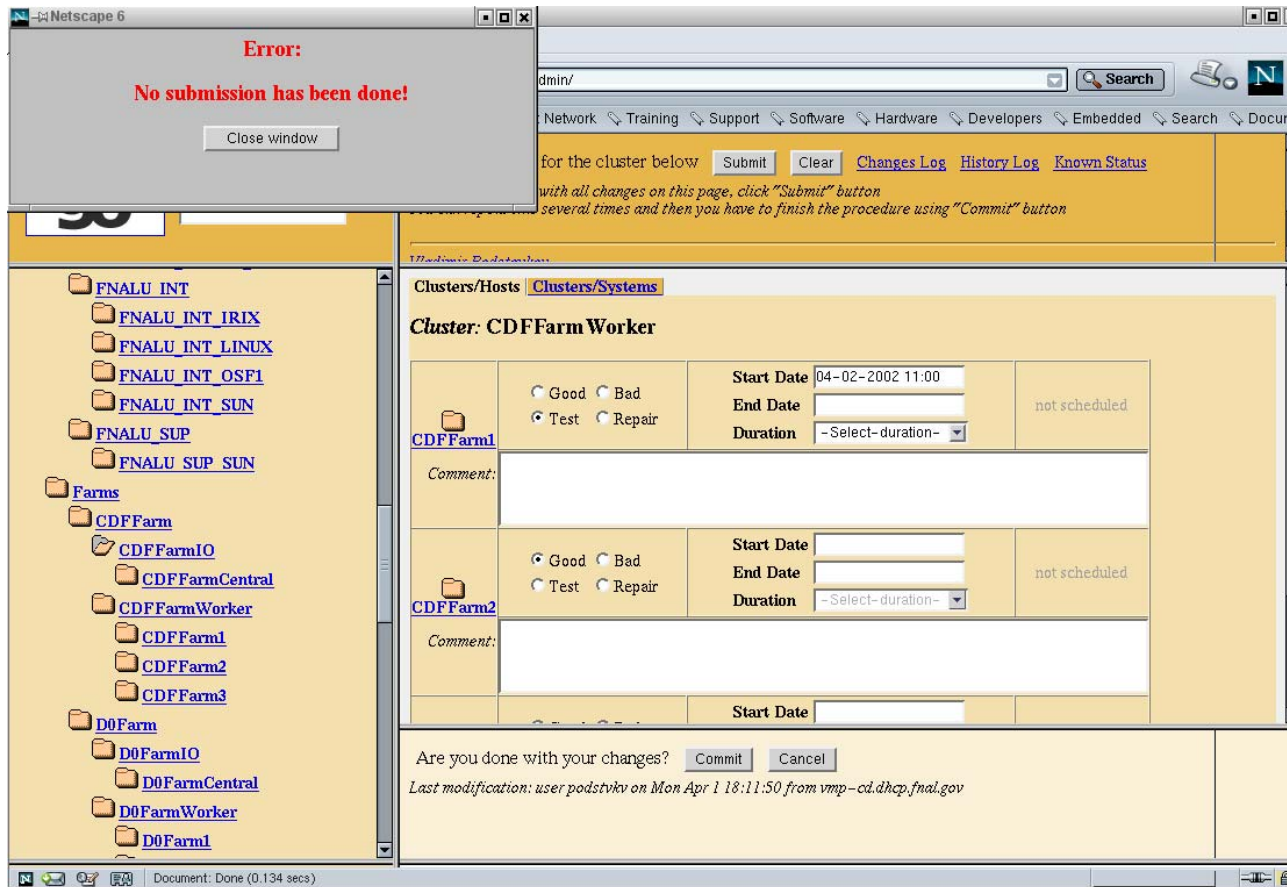 Netscape 6
Error:
No submission has been done!
Close window
dmin/
Search
N
Network Training Support Software Hardware Developers Embedded Search Docu
for the cluster below Submit Clear Changes Log History Log Known Status
with all changes on this page, click "Submit" button
several times and then you have to finish the procedure using "Commit" button
Vladimir Podstavkov
FNALU_INT
FNALU_INT_IRIX
FNALU_INT_LINUX
FNALU_INT_OSF1
FNALU_INT_SUN
FNALU_SUP
FNALU_SUP_SUN
Farms
CDFFarm
CDFFarmIO
CDFFarmCentral
CDFFarmWorker
CDFFarm1
CDFFarm2
CDFFarm3
D0Farm
D0FarmIO
D0FarmCentral
D0FarmWorker
D0Farm1
Clusters/Hosts Clusters/Systems
Cluster: CDFFarmWorker
CDFFarm1
Good Bad
Test Repair
Start Date 04-02-2002 11:00
End Date
Duration -Select-duration-
not scheduled
Comment:
CDFFarm2
Good Bad
Test Repair
Start Date
End Date
Duration -Select-duration-
not scheduled
Comment:
Start Date
Are you done with your changes? Commit Cancel
Last modification: user podstvkv on Mon Apr 1 18:11:50 from vmp-cd.dhcp.fnal.gov
Document: Done (0.134 secs)